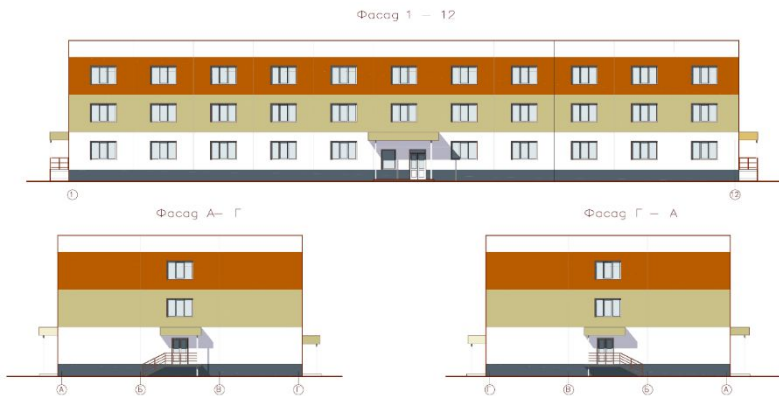 Фасад 1 – 12
1 12
Фасад А– Г
Фасад Г – А
А Б В Г
Г В Б А